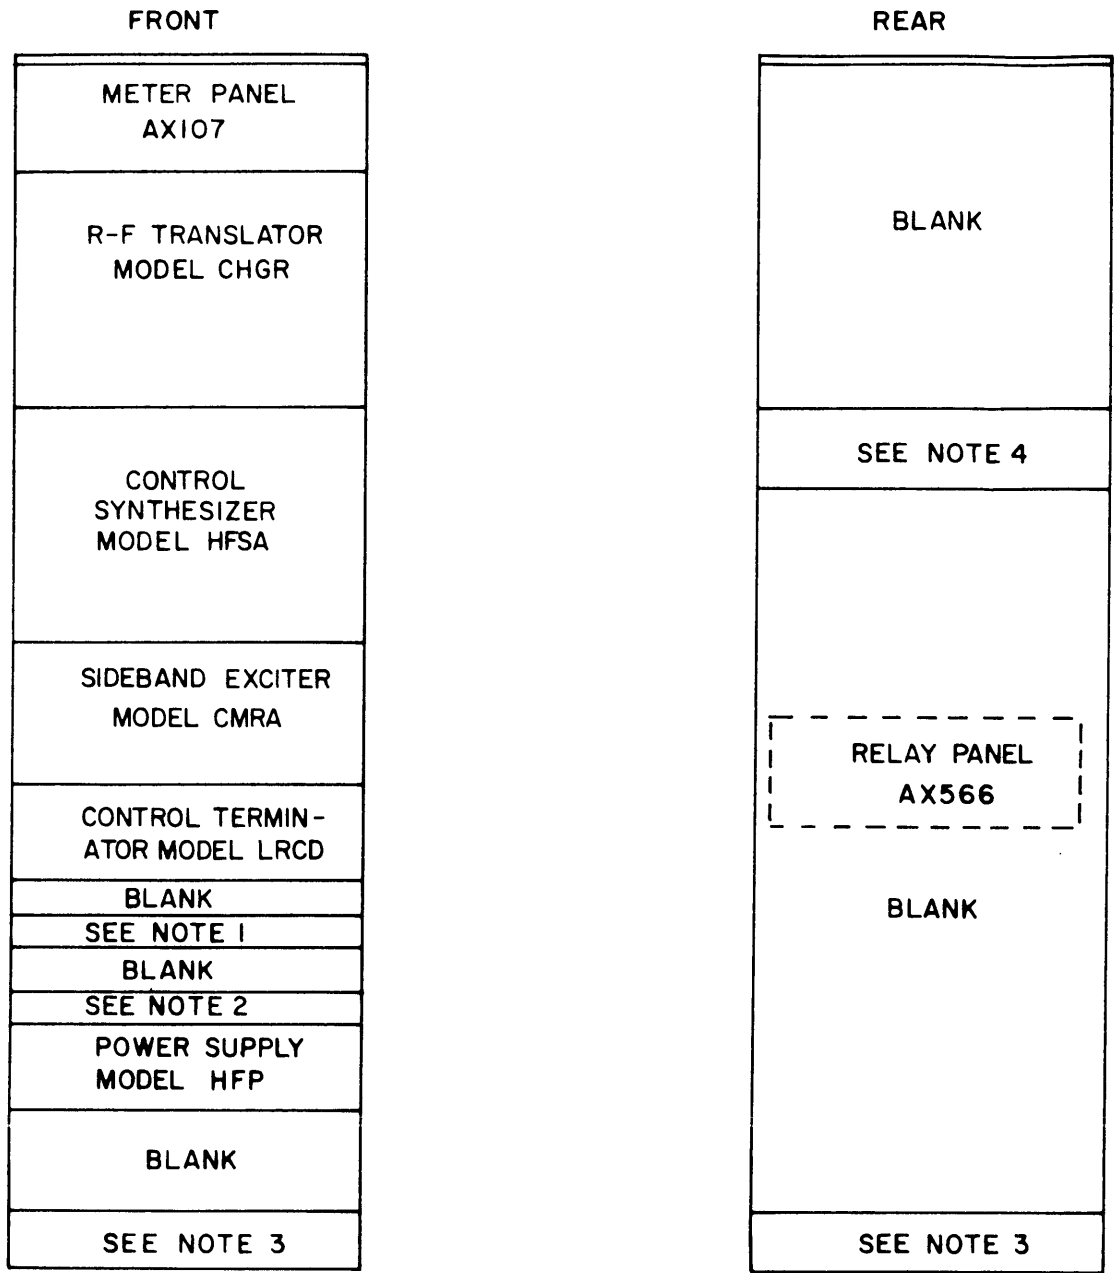 FRONT
METER PANEL
AX107
R-F TRANSLATOR
MODEL CHGR
CONTROL
SYNTHESIZER
MODEL HFSA
SIDEBAND EXCITER
MODEL CMRA
CONTROL TERMIN-
ATOR MODEL LRCD
BLANK
SEE NOTE 1
BLANK
SEE NOTE 2
POWER SUPPLY
MODEL HFP
BLANK
SEE NOTE 3
REAR
BLANK
SEE NOTE 4
RELAY PANEL
AX566
BLANK
SEE NOTE 3